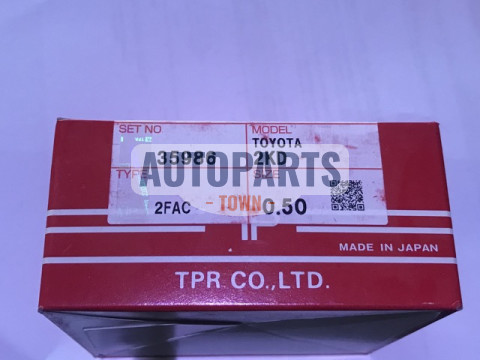 SET NO
MODEL
TOYOTA
35986
2KD
AUTOPARTS
TYPE
SIZE
2FAC
- TOWN
0.50
MADE IN JAPAN
TPR CO.,LTD.